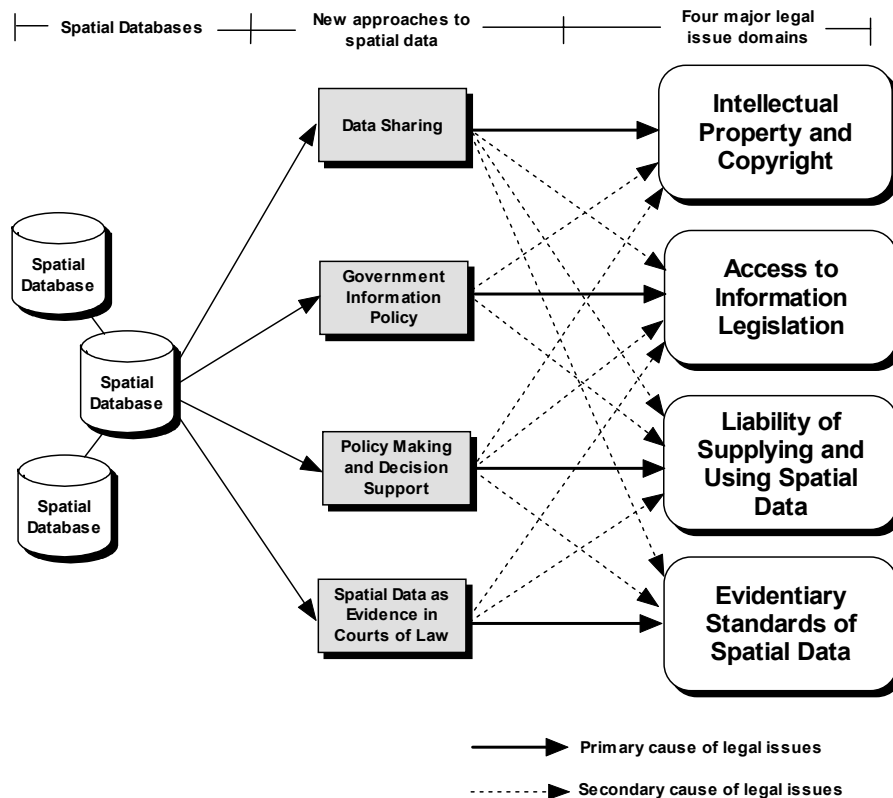 Spatial Databases
New approaches to
spatial data
Four major legal
issue domains
Data Sharing
Intellectual
Property and
Copyright
Spatial
Database
Government
Information
Policy
Access to
Information
Legislation
Spatial
Database
Policy Making
and Decision
Support
Liability of
Supplying and
Using Spatial
Data
Spatial
Database
Spatial Data as
Evidence in
Courts of Law
Evidentiary
Standards of
Spatial Data
Primary cause of legal issues
Secondary cause of legal issues